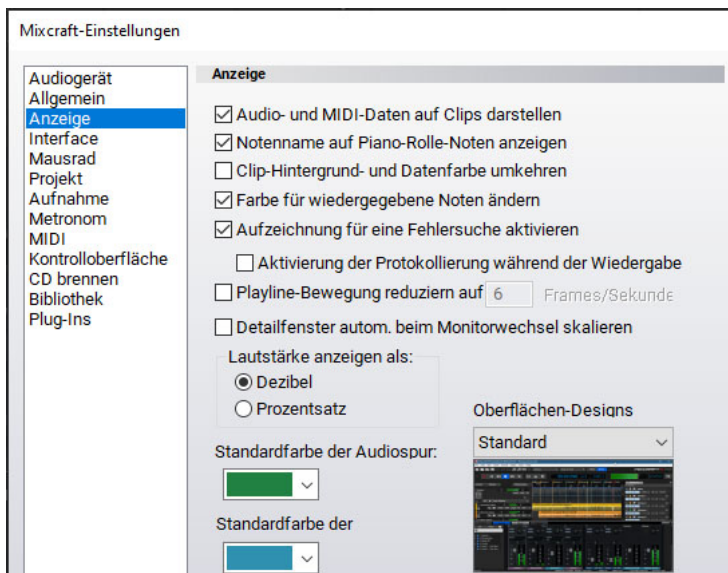 Mixcraft-Einstellungen
Audiogerät
Allgemein
Anzeige
Interface
Mausrad
Projekt
Aufnahme
Metronom
MIDI
Kontrolloberfläche
CD brennen
Bibliothek
Plug-Ins
Anzeige
Audio- und MIDI-Daten auf Clips darstellen
Notenname auf Piano-Rolle-Noten anzeigen
Clip-Hintergrund- und Datenfarbe umkehren
Farbe für wiedergegebene Noten ändern
Aufzeichnung für eine Fehlersuche aktivieren
Aktivierung der Protokollierung während der Wiedergabe
Playline-Bewegung reduziern auf 6 Frames/Sekunde
Detailfenster autom. beim Monitorwechsel skalieren
Lautstärke anzeigen als:
Dezibel
Prozentsatz
Oberflächen-Designs
Standard
Standardfarbe der Audiospur:
Standardfarbe der